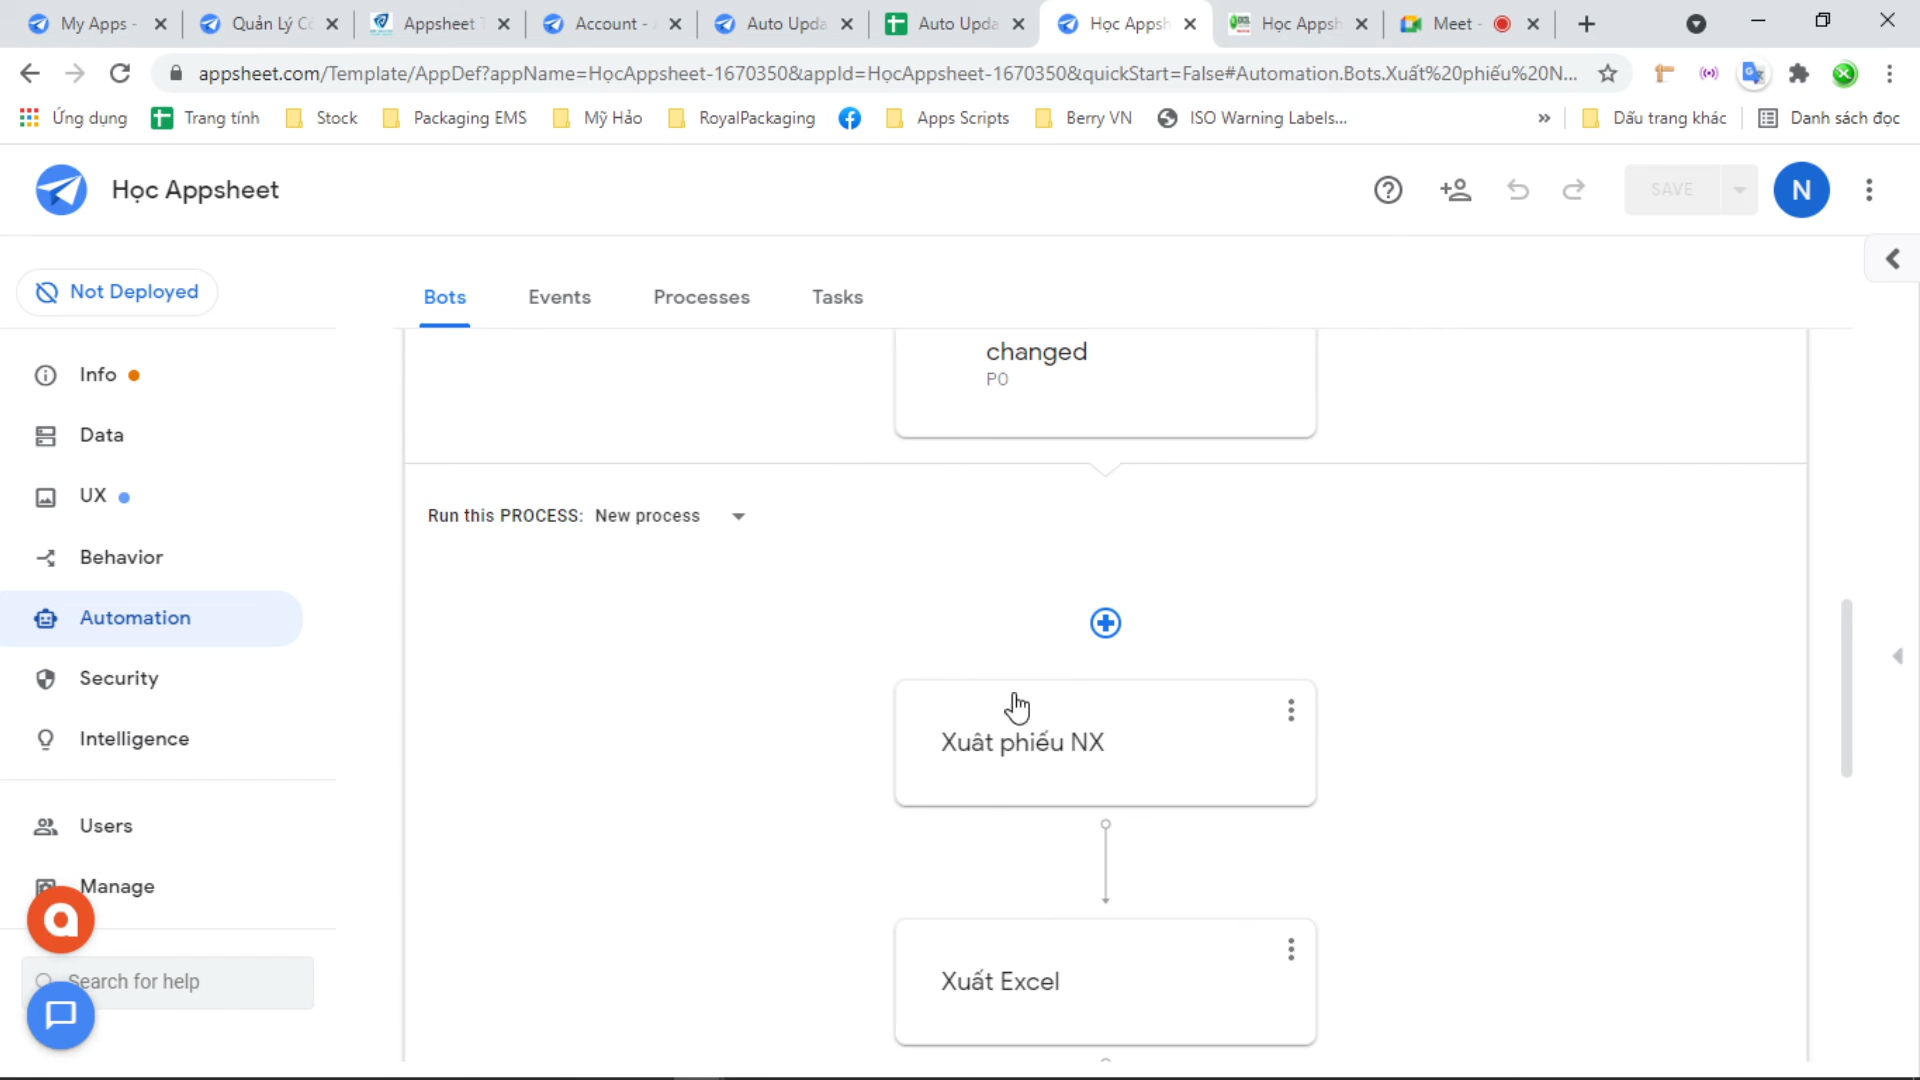 My Apps -
Quản Lý Cô
Appsheet T
Account - A
Auto Upda
Auto Upda
Học Appsh
Học Appsh
Meet -
appsheet.com/Template/AppDef?appName=HọcAppsheet-1670350&appId=HọcAppsheet-1670350&quickStart=False#Automation.Bots.Xuất%20phiếu%20N...
Ứng dụng
Trang tính
Stock
Packaging EMS
Mỹ Hảo
RoyalPackaging
Apps Scripts
Berry VN
ISO Warning Labels...
»
Dấu trang khác
Danh sách đọc
Học Appsheet
SAVE
N
Not Deployed
Bots
Events
Processes
Tasks
Info
Data
UX
Behavior
Automation
Security
Intelligence
Users
Manage
Search for help
changed
PO
Run this PROCESS: New process
Xuât phiếu NX
Xuất Excel